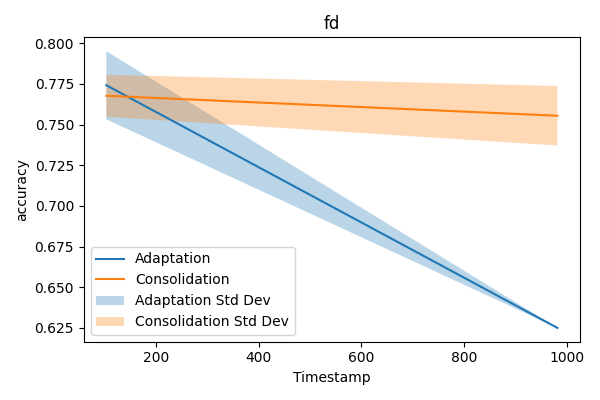 fd
accuracy
0.800
0.775
0.750
0.725
0.700
0.675
0.650
0.625
Adaptation
Consolidation
Adaptation Std Dev
Consolidation Std Dev
200 400 600 800 1000
Timestamp